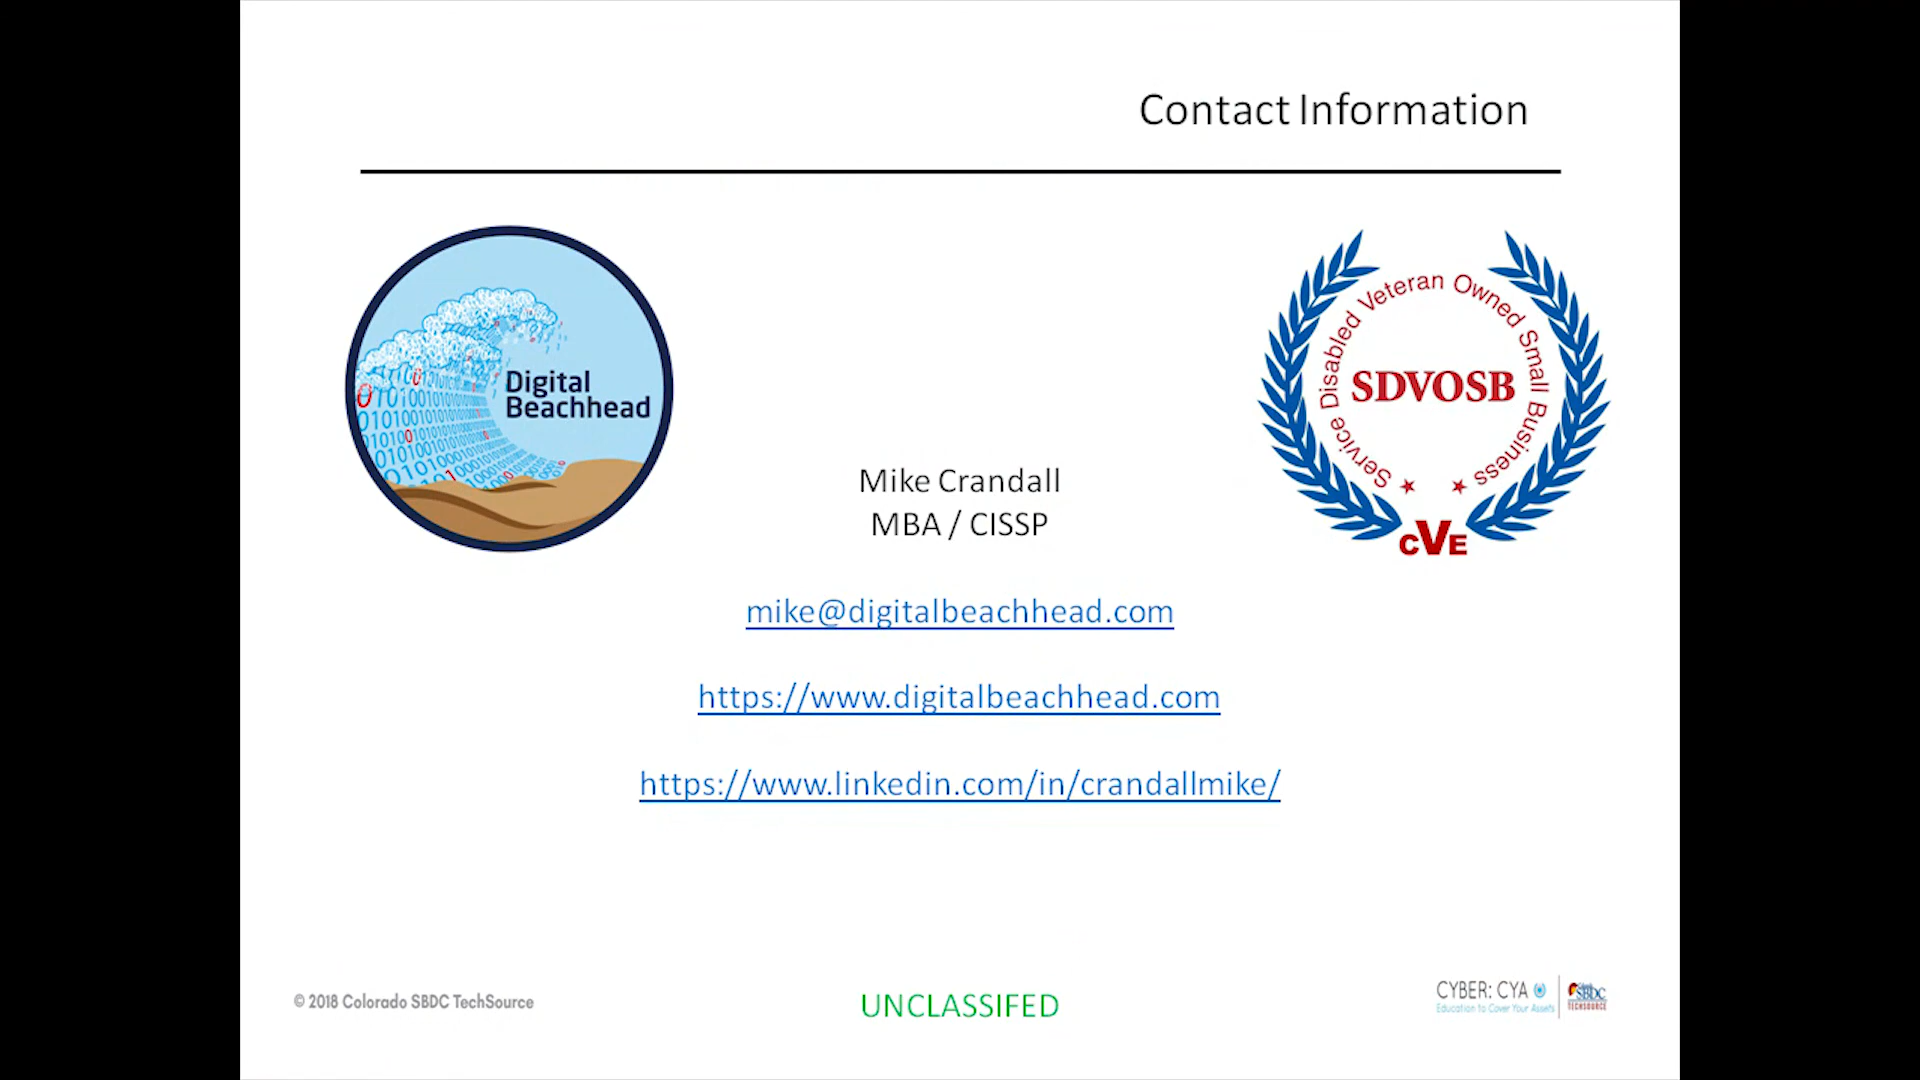 Contact Information
Digital
Beachhead
Service Disabled Veteran Owned Small Business
SDVOSB
CVE
Mike Crandall
MBA / CISSP
mike@digitalbeachhead.com
https://www.digitalbeachhead.com
https://www.linkedin.com/in/crandallmike/
© 2018 Colorado SBDC TechSource
UNCLASSIFED
CYBER: CYA
Education to Cover Your Assets
SBDC
TECHSOURCE